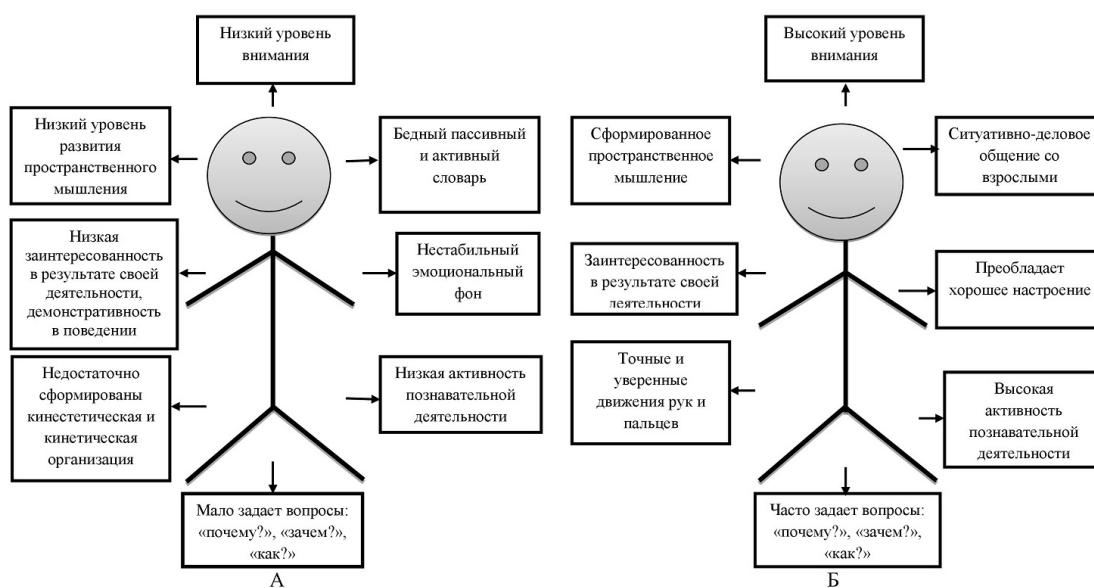 Низкий уровень
внимания
Низкий уровень
развития
пространственного
мышления
Бедный пассивный
и активный
словарь
Низкая
заинтересованность
в результате своей
деятельности,
демонстративность
в поведении
Нестабильный
эмоциональный
фон
Недостаточно
сформированы
кинестетическая и
кинетическая
организация
Низкая активность
познавательной
деятельности
Мало задает вопросы:
«почему?», «зачем?»,
«как?»
А
Высокий уровень
внимания
Сформированное
пространственное
мышление
Ситуативно-деловое
общение со
взрослыми
Заинтересованность
в результате своей
деятельности
Преобладает
хорошее настроение
Точные и
уверенные
движения рук и
пальцев
Высокая
активность
познавательной
деятельности
Часто задает вопросы:
«почему?», «зачем?»,
«как?»
Б